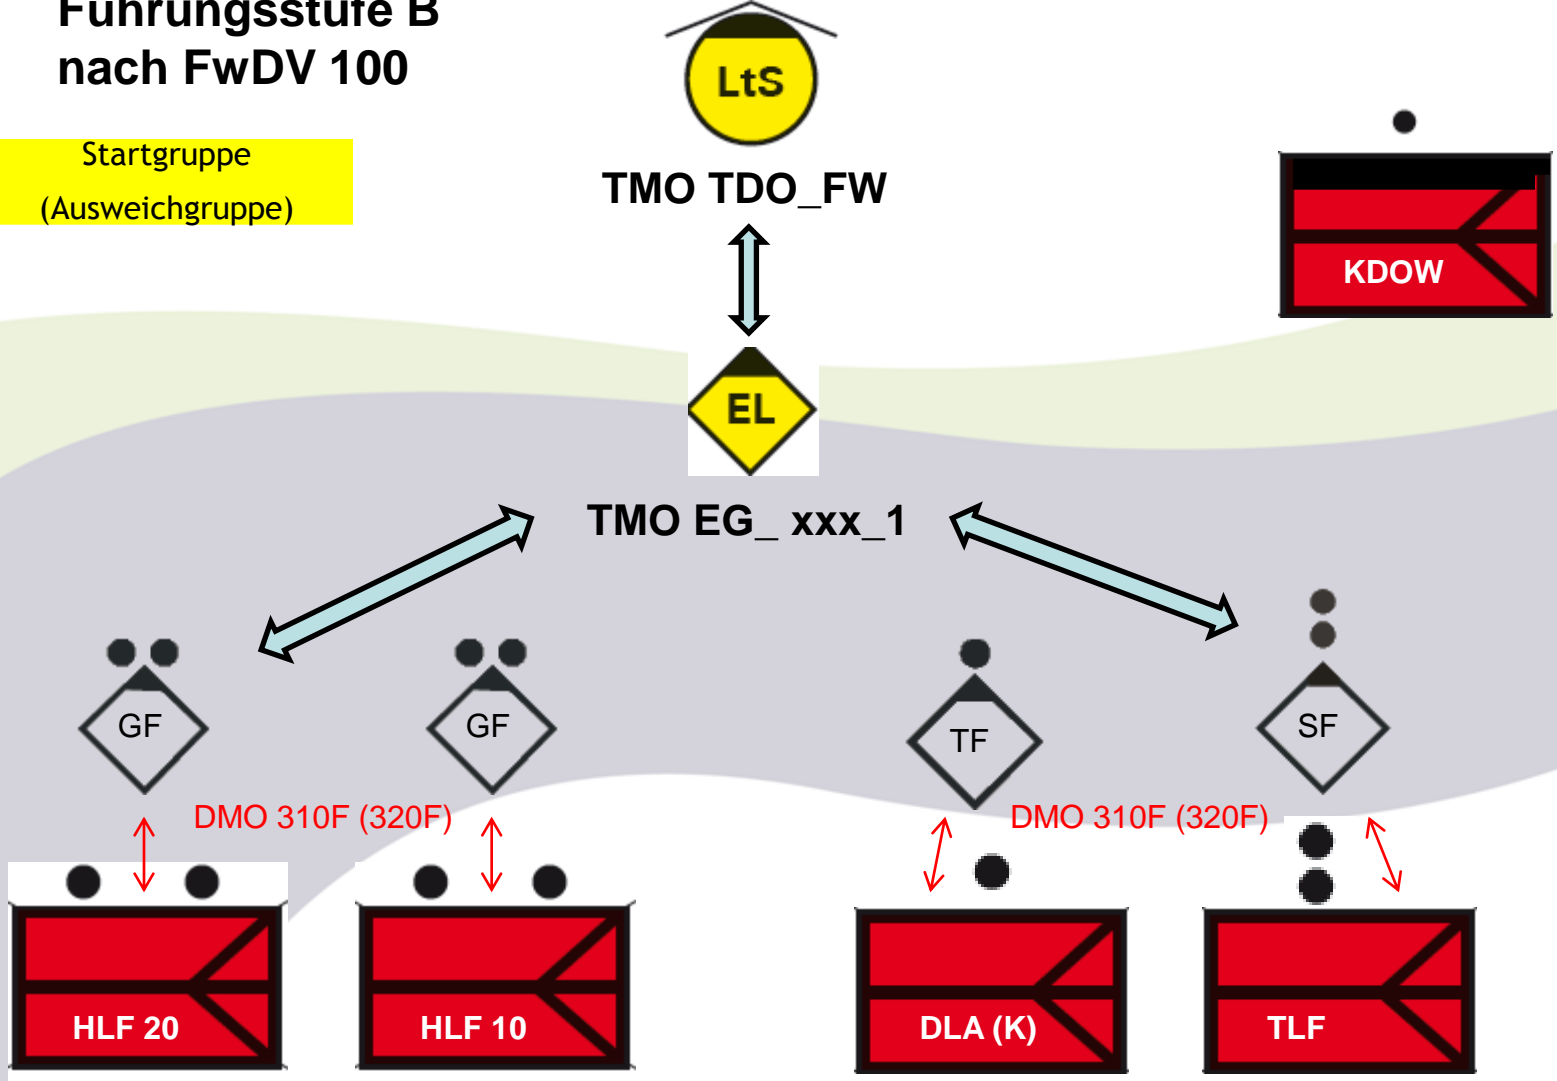 Führungsstufe B
nach FwDV 100
Startgruppe
(Ausweichgruppe)
LtS
TMO TDO_FW
KDOW
EL
TMO EG_ xxx_1
GF
GF
TF
SF
DMO 310F (320F)
DMO 310F (320F)
HLF 20
HLF 10
DLA (K)
TLF